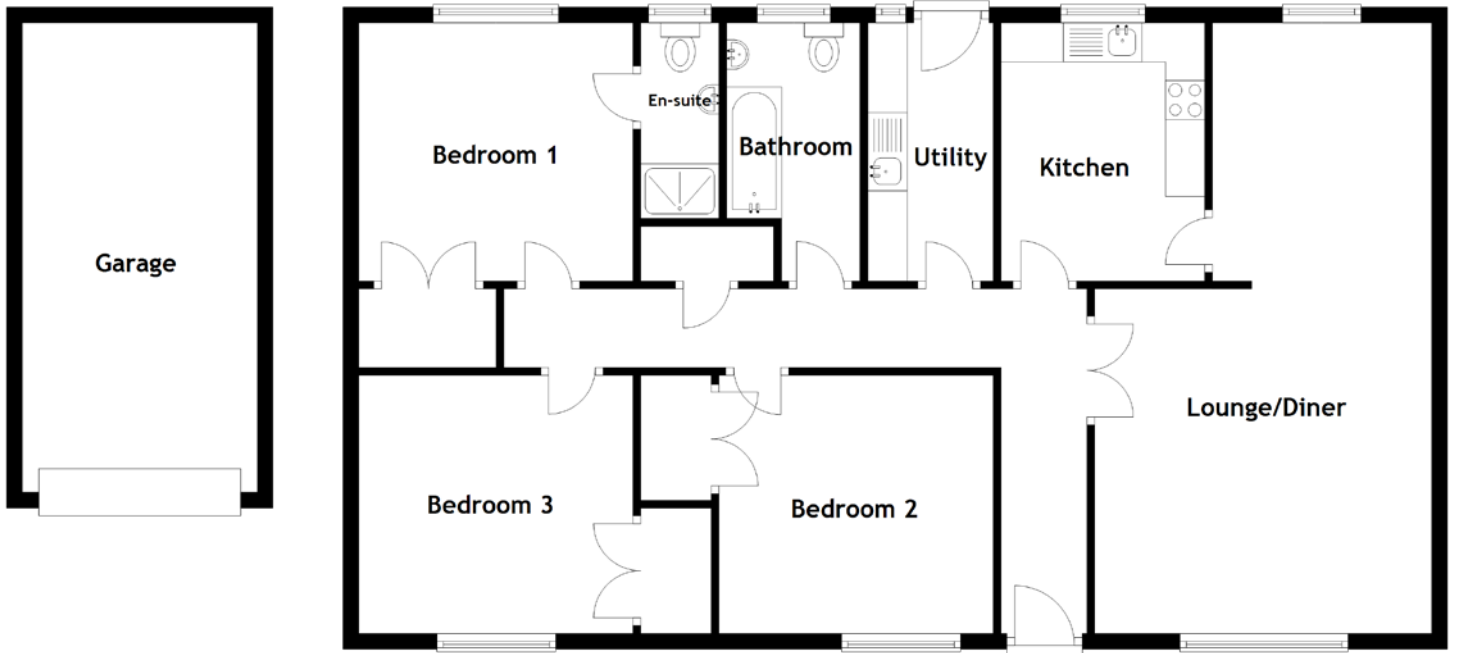 Garage
Bedroom 1
En-suite
Bathroom
Utility
Kitchen
Lounge/Diner
Bedroom 3
Bedroom 2